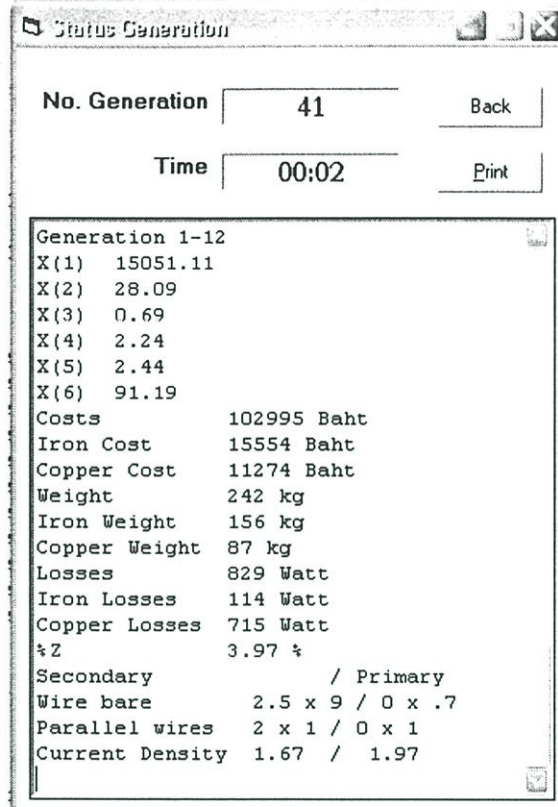 Status Generation
No. Generation 41 Back
Time 00:02 Print
Generation 1-12
X(1) 15051.11
X(2) 28.09
X(3) 0.69
X(4) 2.24
X(5) 2.44
X(6) 91.19
Costs 102995 Baht
Iron Cost 15554 Baht
Copper Cost 11274 Baht
Weight 242 kg
Iron Weight 156 kg
Copper Weight 87 kg
Losses 829 Watt
Iron Losses 114 Watt
Copper Losses 715 Watt
%Z 3.97 %
Secondary / Primary
Wire bare 2.5 x 9 / 0 x .7
Parallel wires 2 x 1 / 0 x 1
Current Density 1.67 / 1.97